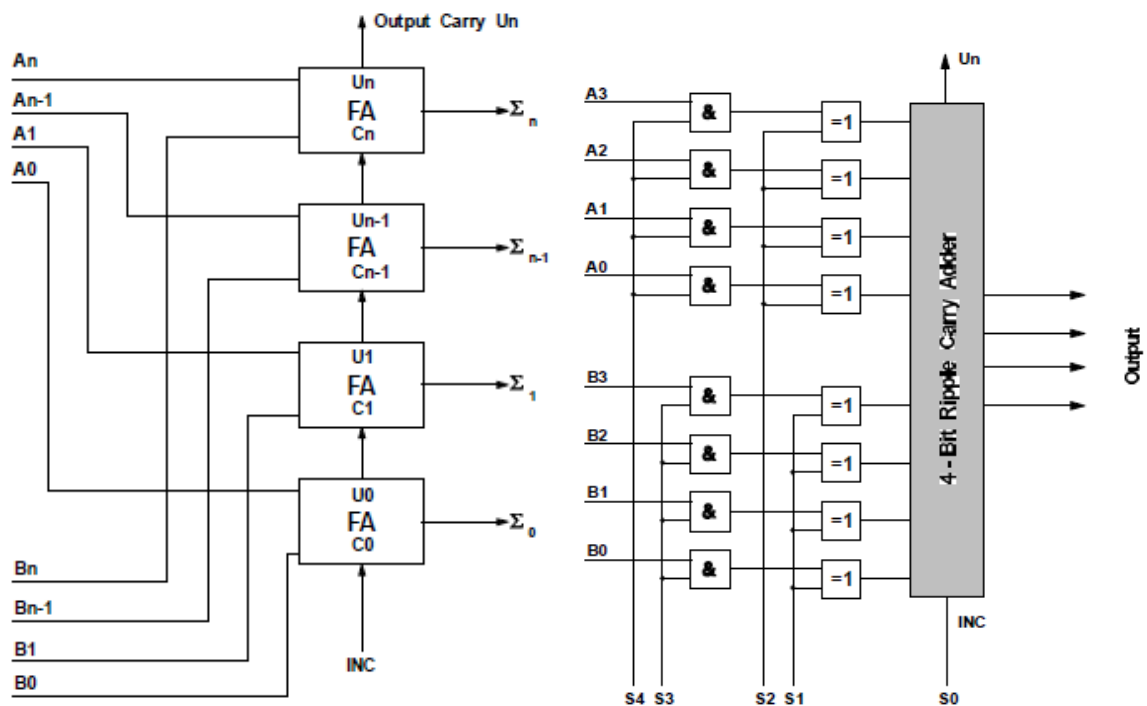 Output Carry Un
An
An-1
A1
A0
Un
FA
Cn
Σn
Un-1
FA
Cn-1
Σn-1
U1
FA
C1
Σ1
U0
FA
C0
Σ0
Bn
Bn-1
B1
B0
INC
Un
A3
&
=1
A2
&
=1
A1
&
=1
A0
&
=1
B3
&
=1
B2
&
=1
B1
&
=1
B0
&
=1
4 - Bit Ripple Carry Adder
Output
INC
S4 S3 S2 S1 S0